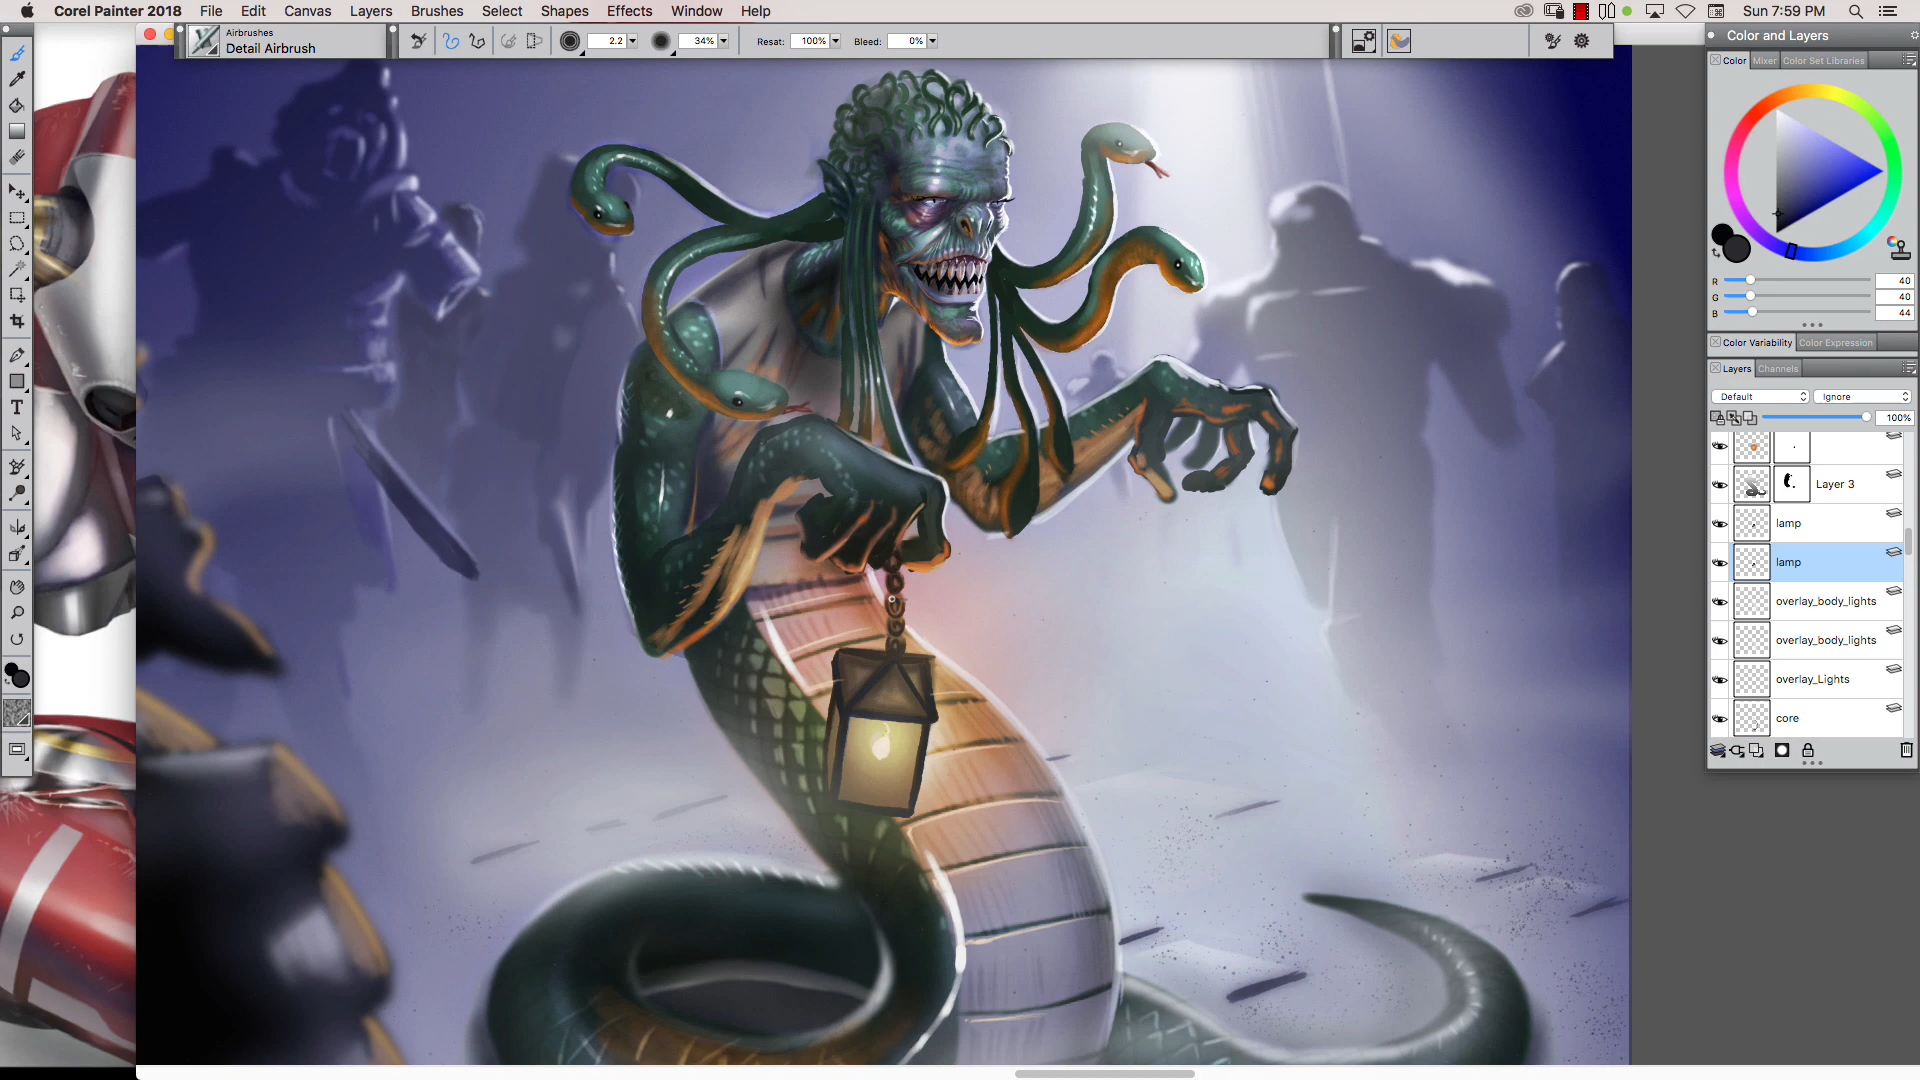 Corel Painter 2018 File Edit Canvas Layers Brushes Select Shapes Effects Window Help Sun 7:59 PM
Airbrushes
Detail Airbrush
2.2 34% Resat: 100% Bleed: 0%
Color and Layers
Color Mixer Color Set Libraries
R 40
G 40
B 44
Color Variability Color Expression
Layers Channels
Default Ignore
100%
Layer 3
lamp
lamp
overlay_body_lights
overlay_body_lights
overlay_Lights
core
T